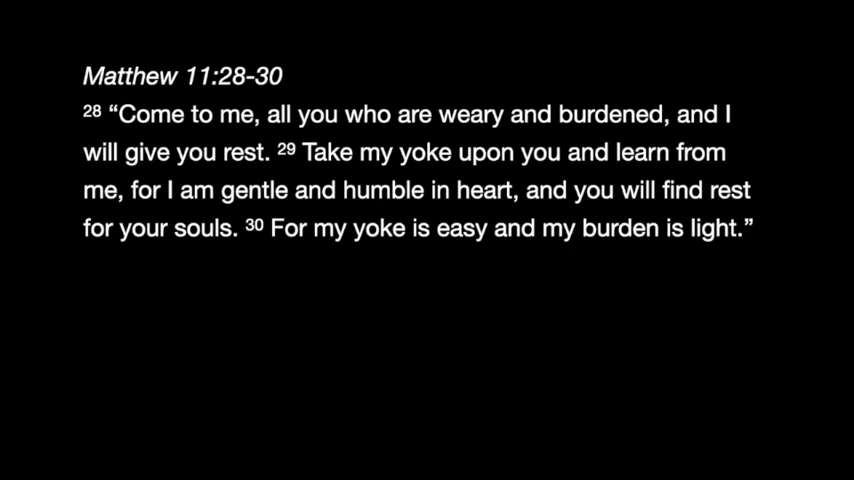 Matthew 11:28-30
28 “Come to me, all you who are weary and burdened, and I
will give you rest. 29 Take my yoke upon you and learn from
me, for I am gentle and humble in heart, and you will find rest
for your souls. 30 For my yoke is easy and my burden is light.”